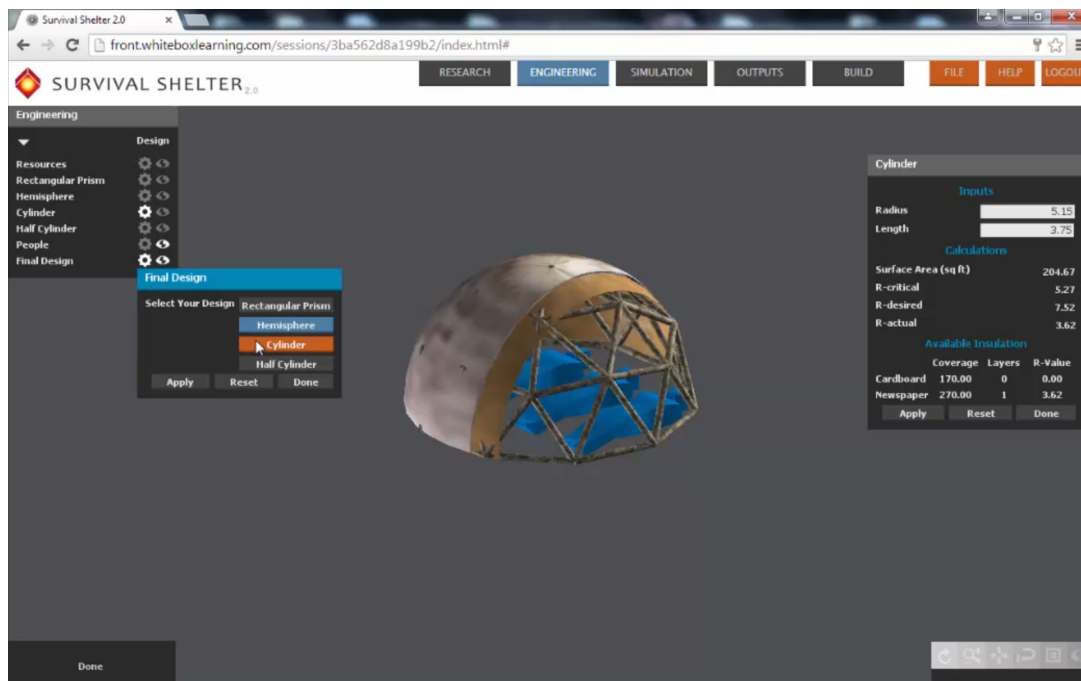 Survival Shelter 2.0
front.whiteboxlearning.com/sessions/3ba562d8a199b2/index.html#
SURVIVAL SHELTER 2.0
RESEARCH ENGINEERING SIMULATION OUTPUTS BUILD FILE HELP LOGOU
Engineering
Design
Resources
Rectangular Prism
Hemisphere
Cylinder
Half Cylinder
People
Final Design
Final Design
Select Your Design Rectangular Prism
Hemisphere
Cylinder
Half Cylinder
Apply Reset Done
Cylinder
Inputs
Radius 5.15
Length 3.75
Calculations
Surface Area (sq ft) 204.67
R-critical 5.27
R-desired 7.52
R-actual 3.62
Available Insulation
Coverage Layers R-Value
Cardboard 170.00 0 0.00
Newspaper 270.00 1 3.62
Apply Reset Done
Done